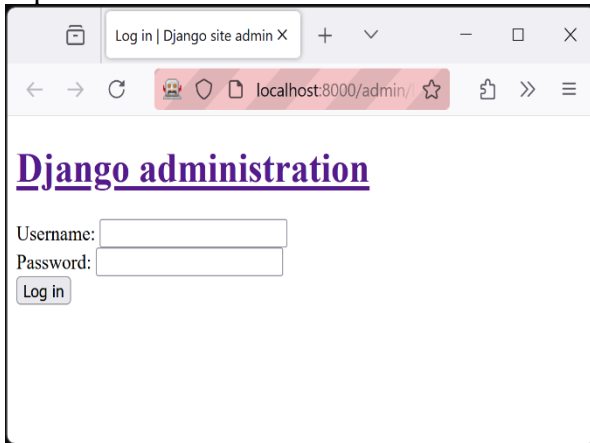 Log in | Django site admin
localhost:8000/admin/
Django administration
Username:
Password:
Log in